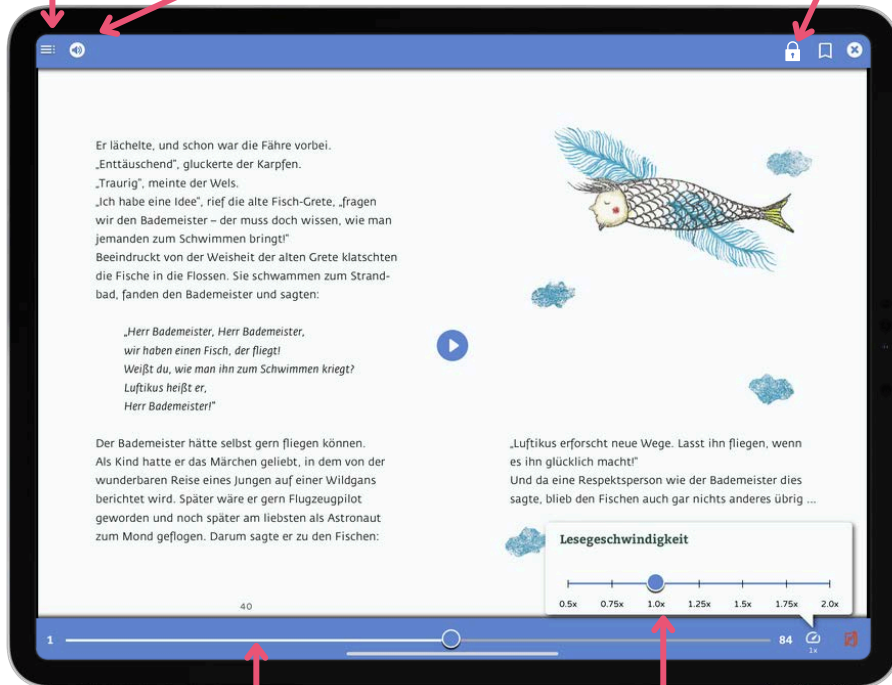 Er lächelte, und schon war die Fähre vorbei.
„Enttäuschend“, gluckerte der Karpfen.
„Traurig“, meinte der Wels.
„Ich habe eine Idee“, rief die alte Fisch-Grete, „fragen
wir den Bademeister – der muss doch wissen, wie man
jemanden zum Schwimmen bringt!“
Beeindruckt von der Weisheit der alten Grete klatschten
die Fische in die Flossen. Sie schwammen zum Strand-
bad, fanden den Bademeister und sagten:
„Herr Bademeister, Herr Bademeister,
wir haben einen Fisch, der fliegt!
Weißt du, wie man ihn zum Schwimmen kriegt?
Luftikus heißt er,
Herr Bademeister!“
Der Bademeister hätte selbst gern fliegen können.
Als Kind hatte er das Märchen geliebt, in dem von der
wunderbaren Reise eines Jungen auf einer Wildgans
berichtet wird. Später wäre er gern Flugzeugpilot
geworden und noch später am liebsten als Astronaut
zum Mond geflogen. Darum sagte er zu den Fischen:
40
„Luftikus erforscht neue Wege. Lasst ihn fliegen, wenn
es ihn glücklich macht!“
Und da eine Respektsperson wie der Bademeister dies
sagte, blieb den Fischen auch gar nichts anderes übrig ...
Lesegeschwindigkeit
0.5x 0.75x 1.0x 1.25x 1.5x 1.75x 2.0x
1 84
1x